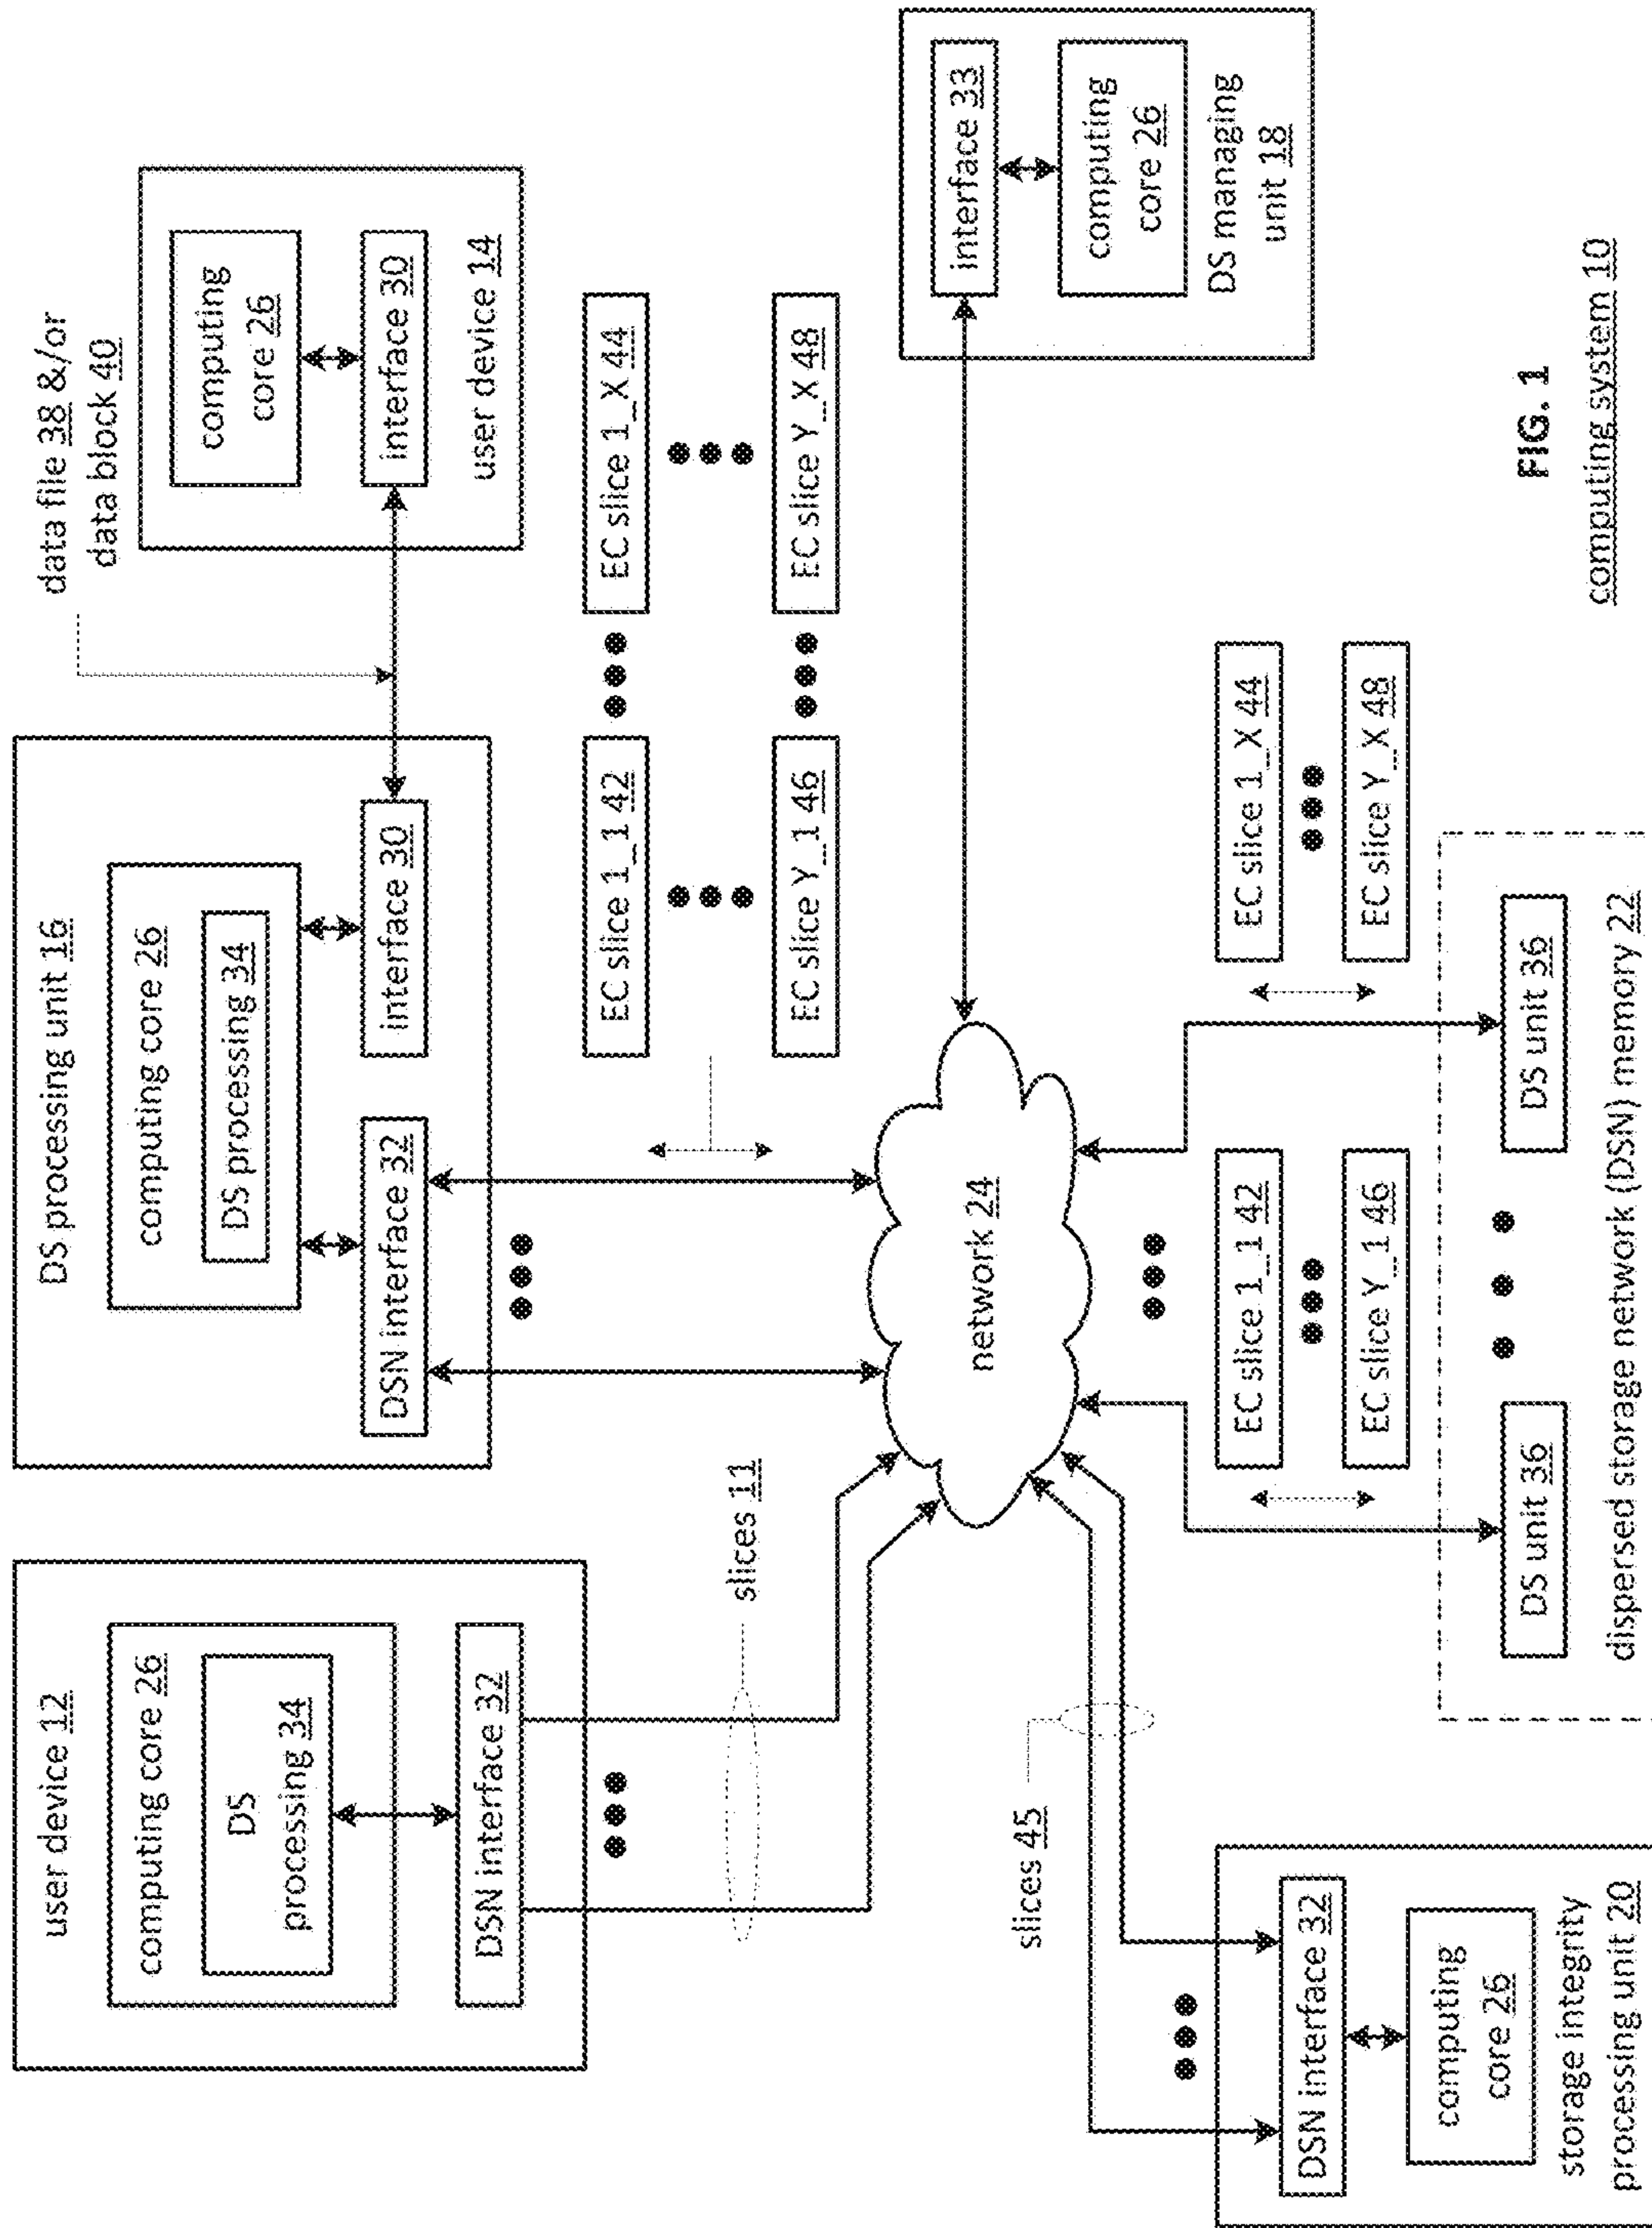 user device 12
computing core 26
DS
processing 34
DSN interface 32
slices 11
DS processing unit 16
computing core 26
DS processing 34
DSN interface 32
interface 30
data file 38 &/or
data block 40
computing
core 26
interface 30
user device 14
EC slice 1_1 42
EC slice 1_X 44
EC slice Y_1 46
EC slice Y_X 48
network 24
interface 33
computing
core 26
DS managing
unit 18
slices 45
DSN interface 32
computing
core 26
storage integrity
processing unit 20
EC slice 1_1 42
EC slice Y_1 46
EC slice 1_X 44
EC slice Y_X 48
DS unit 36
DS unit 36
dispersed storage network (DSN) memory 22
FIG. 1
computing system 10